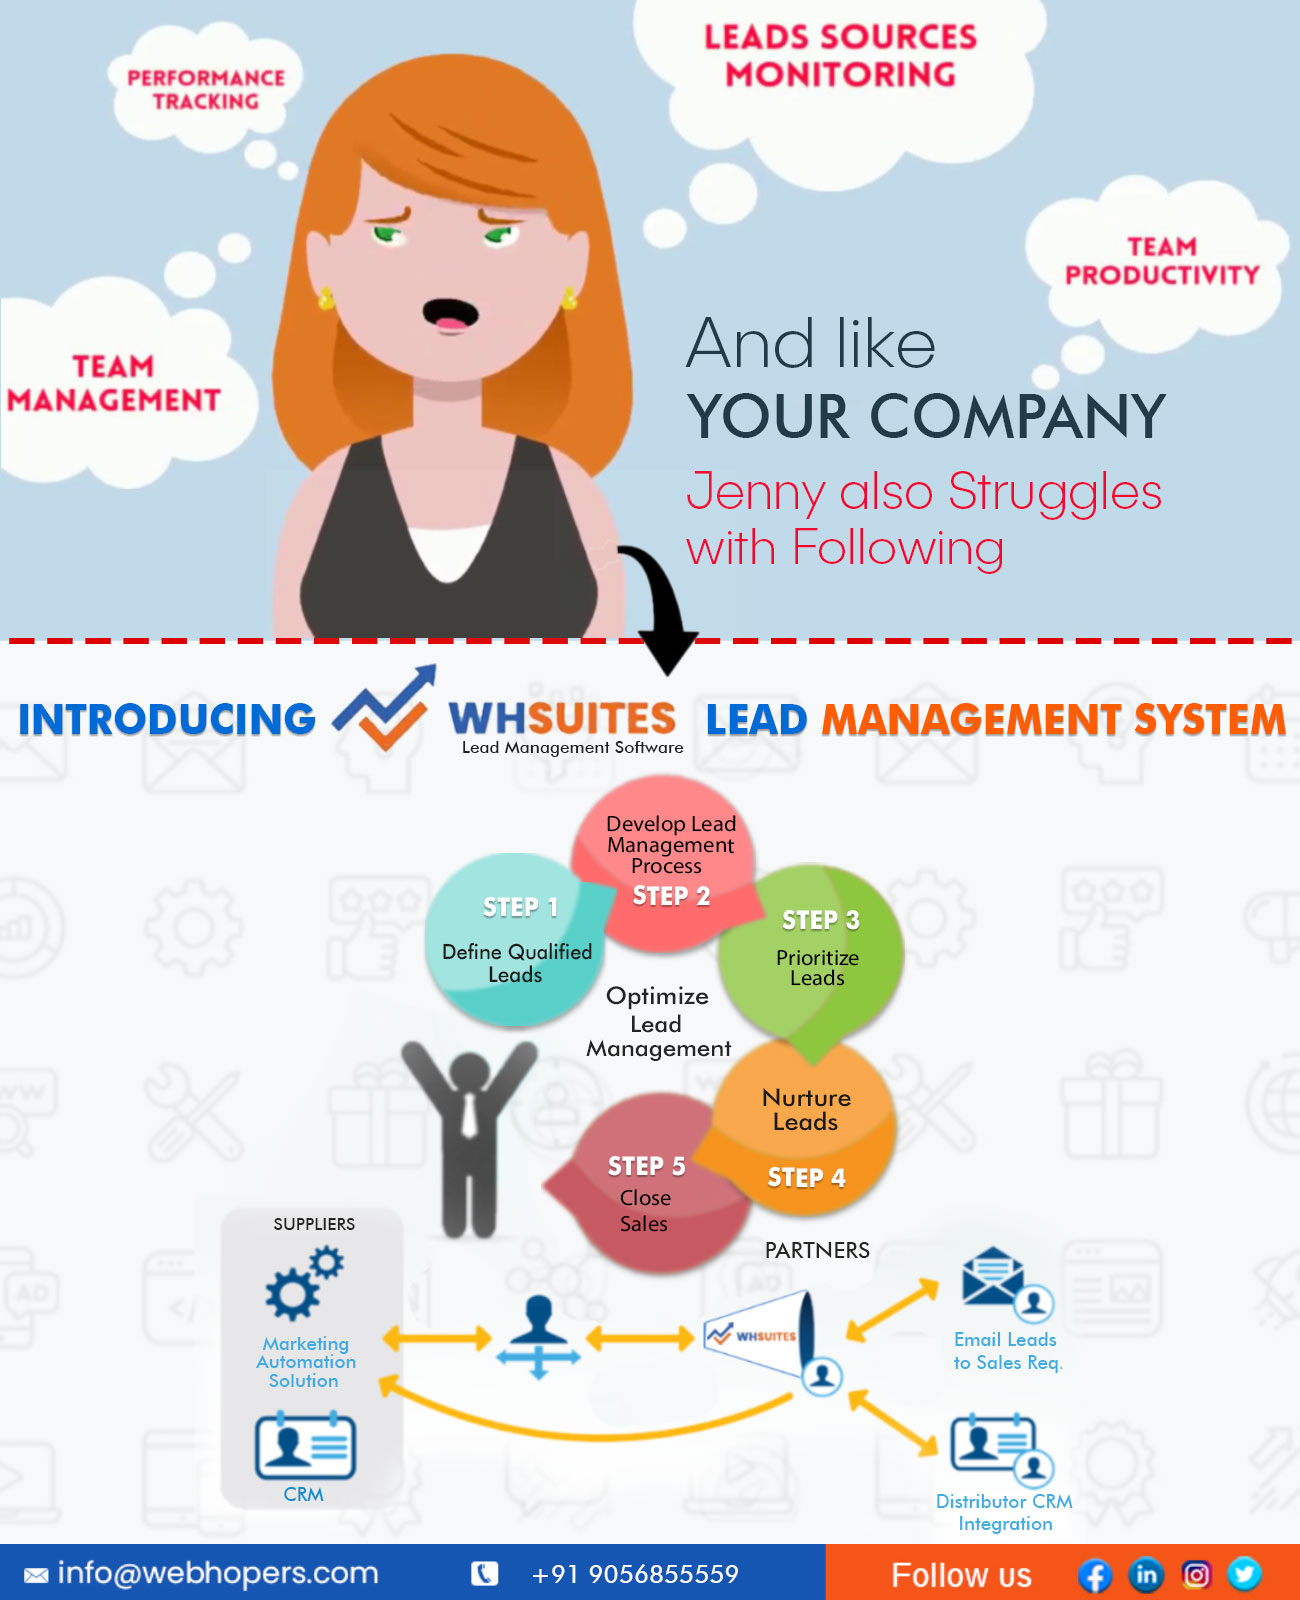 PERFORMANCE
TRACKING
LEADS SOURCES
MONITORING
TEAM
PRODUCTIVITY
TEAM
MANAGEMENT
And like
YOUR COMPANY
Jenny also Struggles
with Following
INTRODUCING WHSUITES LEAD MANAGEMENT SYSTEM
Lead Management Software
STEP 1
Define Qualified
Leads
Develop Lead
Management
Process
STEP 2
STEP 3
Prioritize
Leads
Optimize
Lead
Management
Nurture
Leads
STEP 4
STEP 5
Close
Sales
SUPPLIERS
Marketing
Automation
Solution
CRM
PARTNERS
WHSUITES
Email Leads
to Sales Req.
Distributor CRM
Integration
info@webhopers.com
+91 9056855559
Follow us